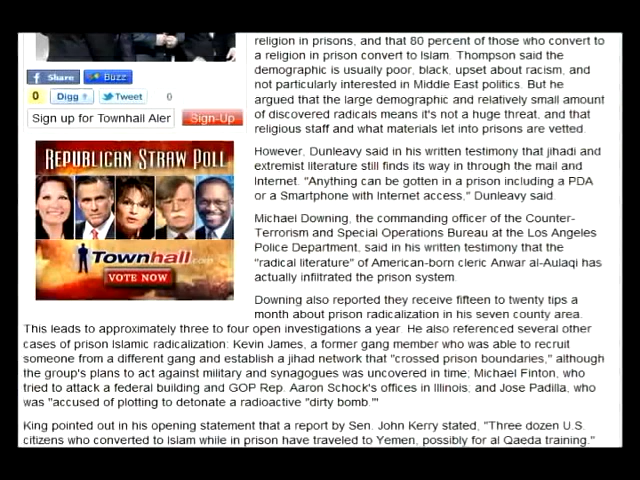 religion in prisons, and that 80 percent of those who convert to
a religion in prison convert to Islam. Thompson said the
demographic is usually poor, black, upset about racism, and
not particularly interested in Middle East politics. But he
argued that the large demographic and relatively small amount
of discovered radicals means it's not a huge threat, and that
religious staff and what materials let into prisons are vetted.
f Share Buzz
0 Digg Tweet 0
Sign up for Townhall Aler Sign-Up
REPUBLICAN STRAW POLL
Townhall.com
VOTE NOW
However, Dunleavy said in his written testimony that jihadi and
extremist literature still finds its way in through the mail and
Internet. "Anything can be gotten in a prison including a PDA
or a Smartphone with Internet access," Dunleavy said.
Michael Downing, the commanding officer of the Counter-
Terrorism and Special Operations Bureau at the Los Angeles
Police Department, said in his written testimony that the
"radical literature" of American-born cleric Anwar al-Aulaqi has
actually infiltrated the prison system.
Downing also reported they receive fifteen to twenty tips a
month about prison radicalization in his seven county area.
This leads to approximately three to four open investigations a year. He also referenced several other
cases of prison Islamic radicalization: Kevin James, a former gang member who was able to recruit
someone from a different gang and establish a jihad network that "crossed prison boundaries," although
the group's plans to act against military and synagogues was uncovered in time; Michael Finton, who
tried to attack a federal building and GOP Rep. Aaron Schock's offices in Illinois, and Jose Padilla, who
was "accused of plotting to detonate a radioactive "dirty bomb."'
King pointed out in his opening statement that a report by Sen. John Kerry stated, "Three dozen U.S.
citizens who converted to Islam while in prison have traveled to Yemen, possibly for al Qaeda training."